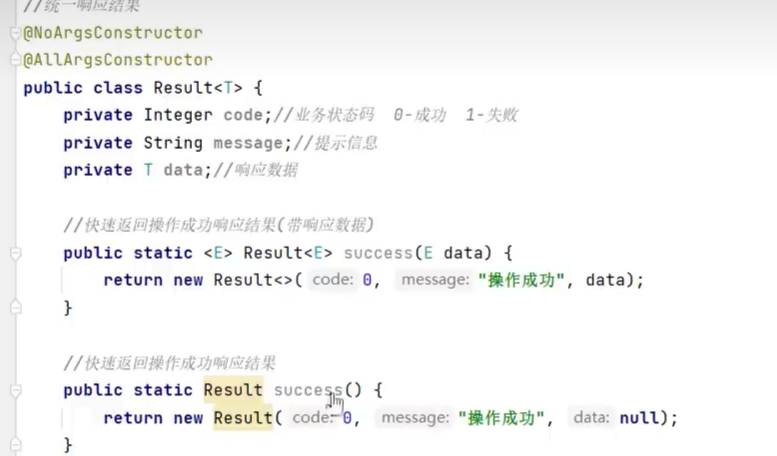 //统一响应结果
@NoArgsConstructor
@AllArgsConstructor
public class Result<T> {
private Integer code;//业务状态码 0-成功 1-失败
private String message;//提示信息
private T data;//响应数据
//快速返回操作成功响应结果(带响应数据)
public static <E> Result<E> success(E data) {
return new Result<>( code: 0, message: "操作成功", data);
}
//快速返回操作成功响应结果
public static Result success() {
return new Result( code: 0, message: "操作成功", data: null);
}